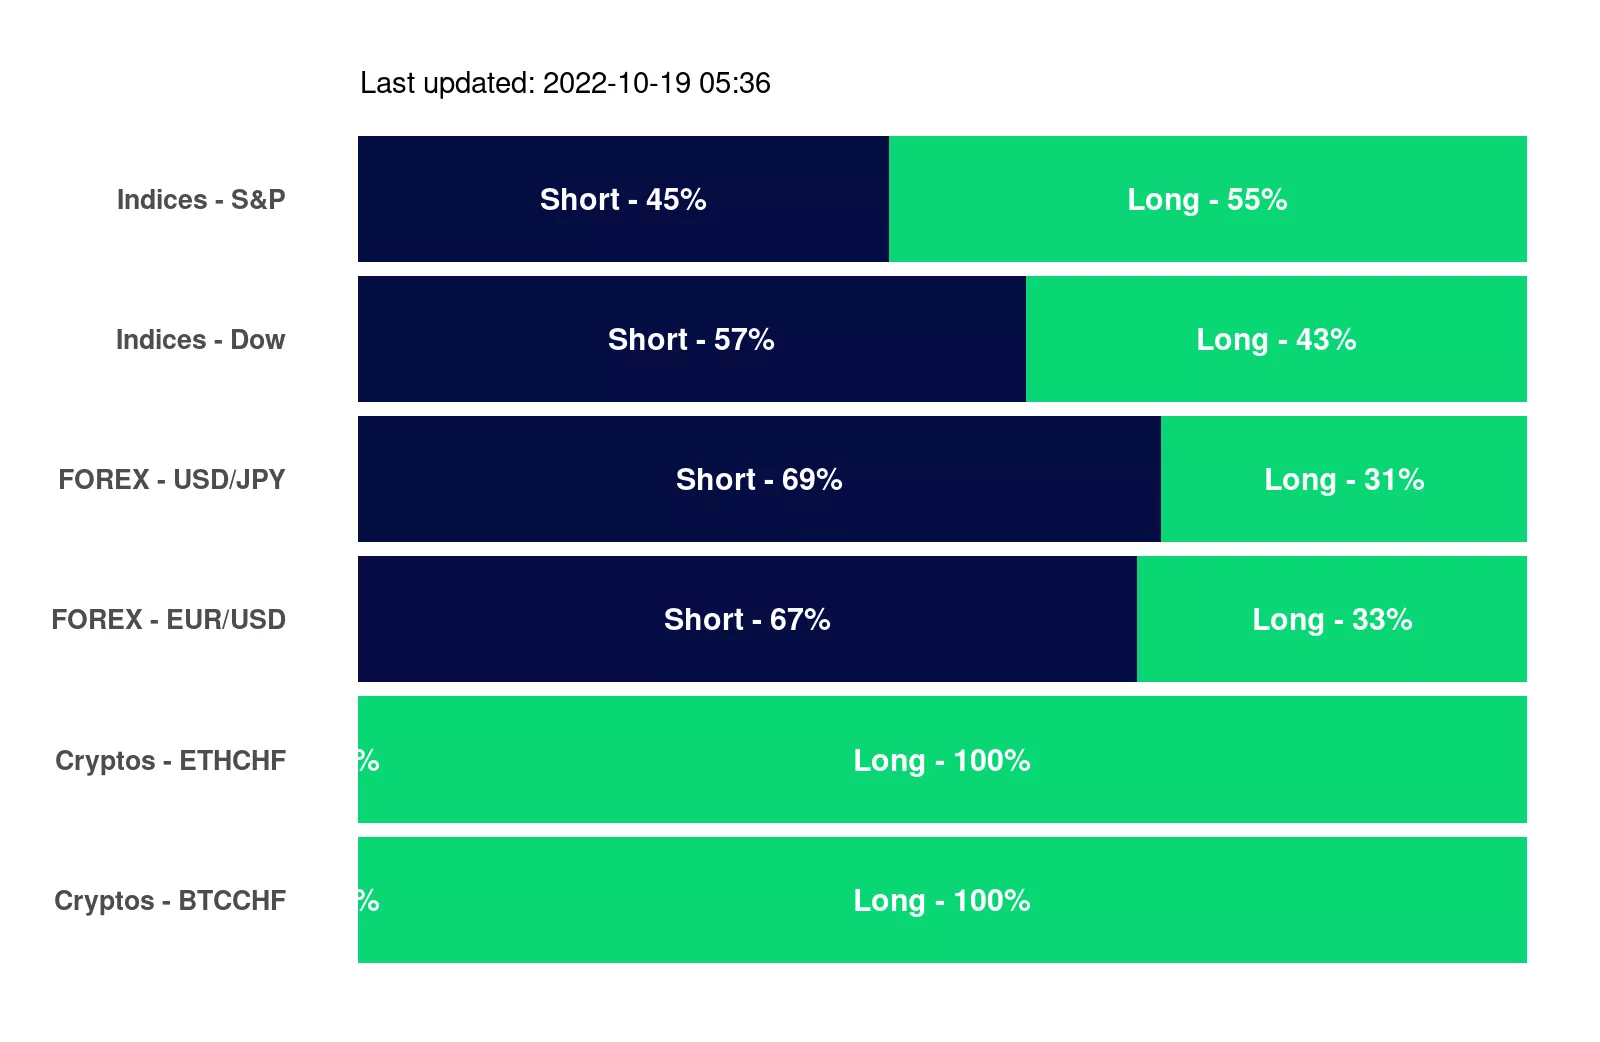 Last updated: 2022-10-19 05:36
Indices - S&P Short - 45% Long - 55%
Indices - Dow Short - 57% Long - 43%
FOREX - USD/JPY Short - 69% Long - 31%
FOREX - EUR/USD Short - 67% Long - 33%
Cryptos - ETHCHF % Long - 100%
Cryptos - BTCCHF % Long - 100%